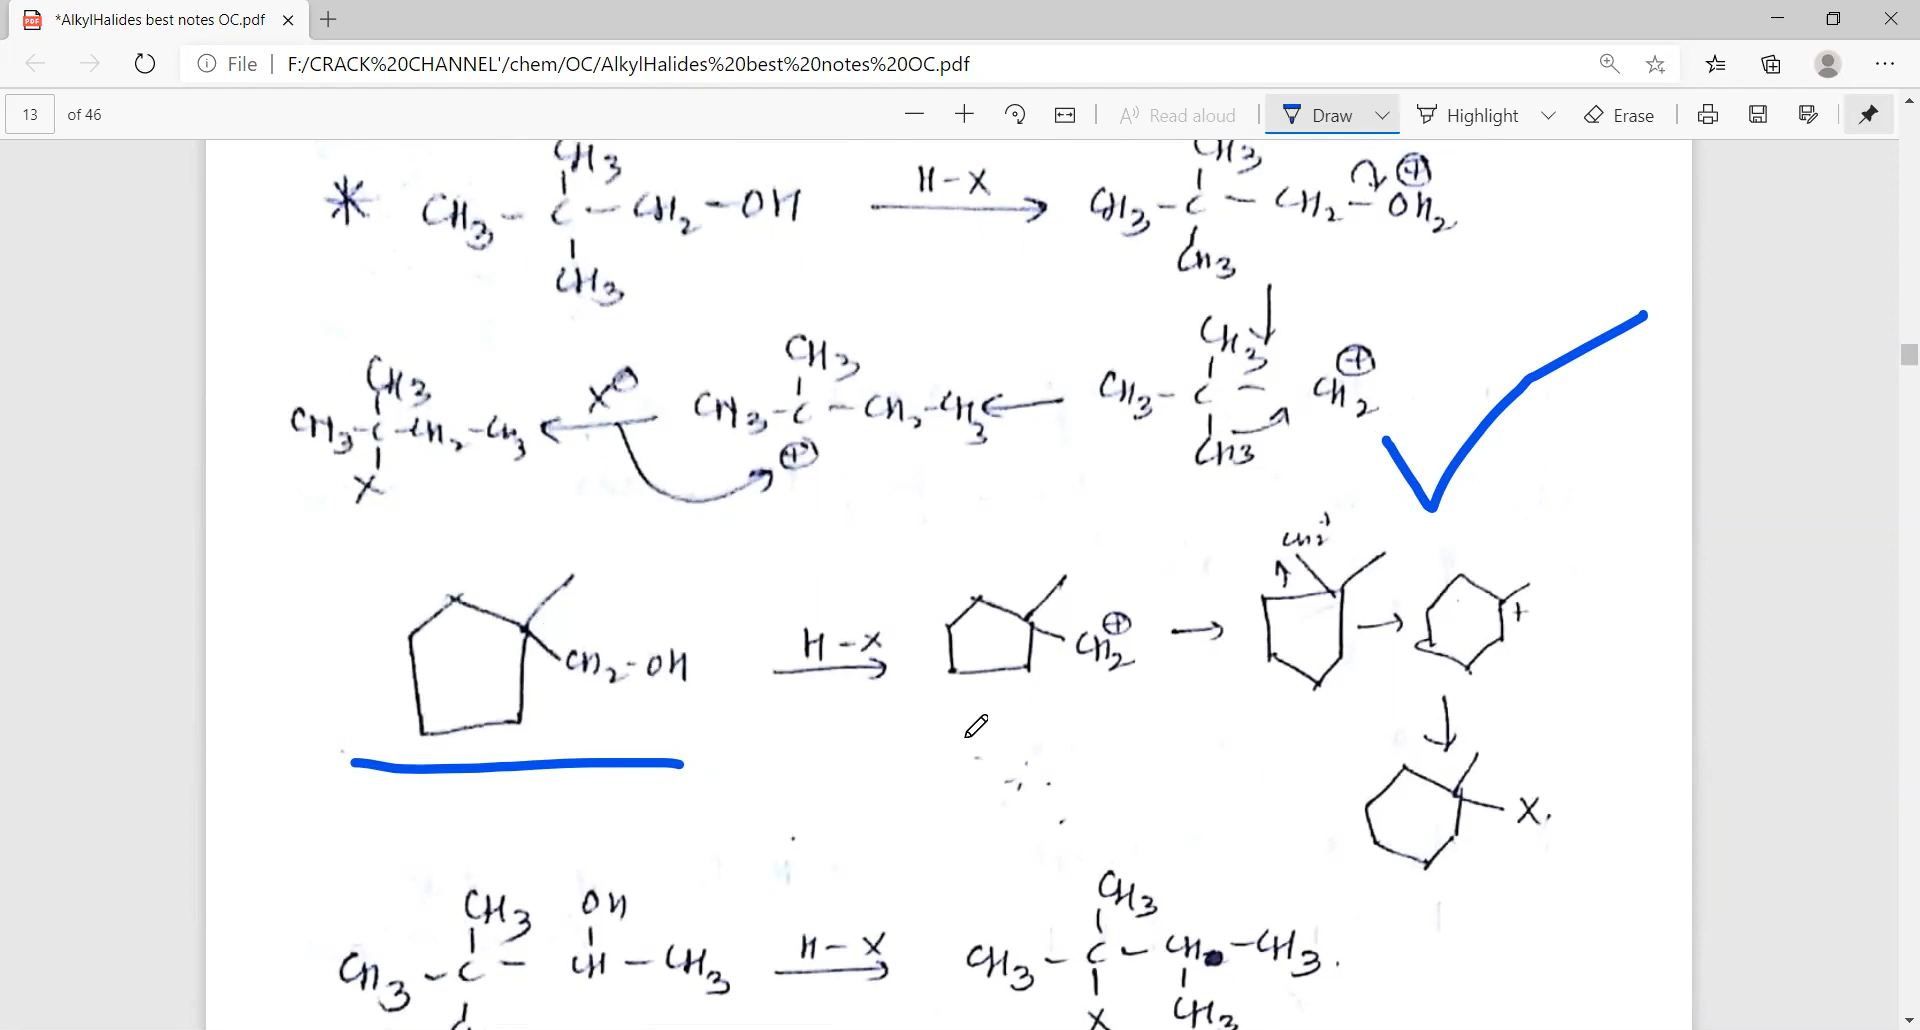 *AlkylHalides best notes OC.pdf
File | F:/CRACK%20CHANNEL'/chem/OC/AlkylHalides%20best%20notes%20OC.pdf
13 of 46 Read aloud Draw Highlight Erase
CH3 CH3 ⊕
* CH3 - C - CH2 - OH H-X CH3 - C - CH2 - OH2
CH3 CH3
CH3 X⊖ CH3 CH3 ⊕
CH3 - C - CH2 - CH3 CH3 - C - CH2 - CH3 CH3 - C - CH2
X ⊕ CH3
CH2+
CH2-OH H-X CH2⊕ +
X.
CH3 OH CH3
CH3 - C - CH - CH3 H-X CH3 - C - CH - CH3.
X CH3